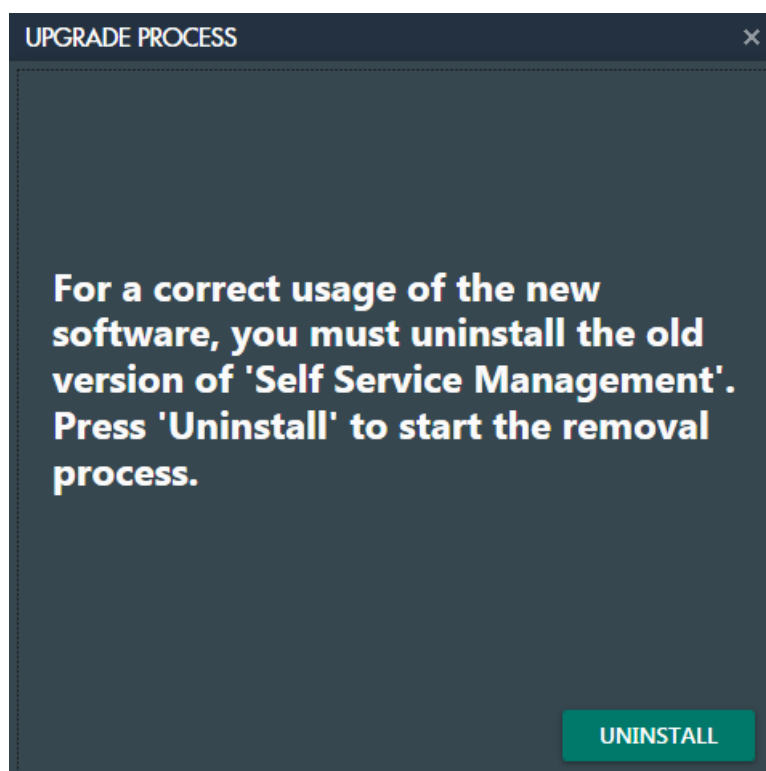 UPGRADE PROCESS
For a correct usage of the new
software, you must uninstall the old
version of 'Self Service Management'.
Press 'Uninstall' to start the removal
process.
UNINSTALL